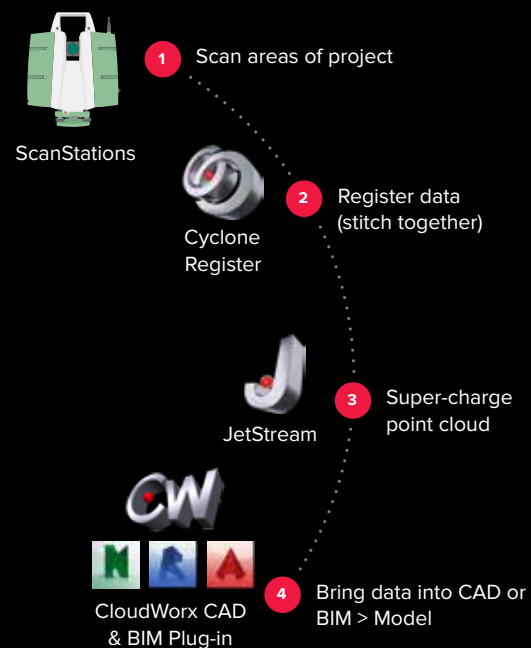 1
Scan areas of project
ScanStations
2
Register data
(stitch together)
Cyclone
Register
J
3
Super-charge
point cloud
JetStream
CW
N R A
4
Bring data into CAD or
BIM > Model
CloudWorx CAD
& BIM Plug-in